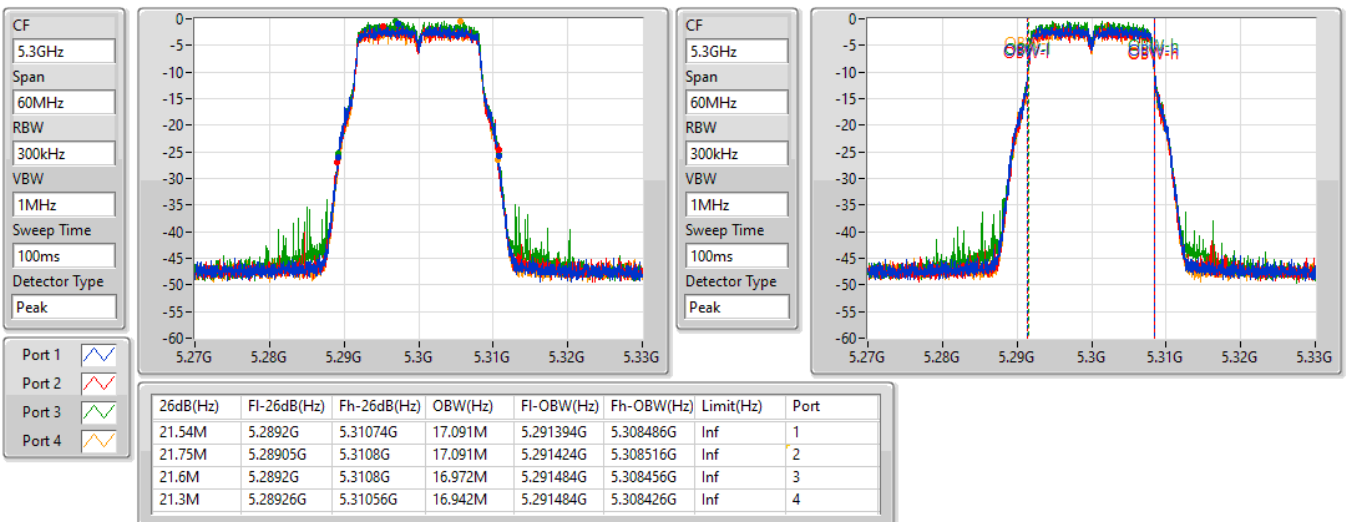 CF
5.3GHz
Span
60MHz
RBW
300kHz
VBW
1MHz
Sweep Time
100ms
Detector Type
Peak
0-
-5-
-10-
-15-
-20-
-25-
-30-
-35-
-40-
-45-
-50-
-55-
-60-
5.27G 5.28G 5.29G 5.3G 5.31G 5.32G 5.33G
CF
5.3GHz
Span
60MHz
RBW
300kHz
VBW
1MHz
Sweep Time
100ms
Detector Type
Peak
0-
-5-
-10-
-15-
-20-
-25-
-30-
-35-
-40-
-45-
-50-
-55-
-60-
OBW-l OBW-h
5.27G 5.28G 5.29G 5.3G 5.31G 5.32G 5.33G
Port 1
Port 2
Port 3
Port 4
26dB(Hz) Fl-26dB(Hz) Fh-26dB(Hz) OBW(Hz) Fl-OBW(Hz) Fh-OBW(Hz) Limit(Hz) Port
21.54M 5.2892G 5.31074G 17.091M 5.291394G 5.308486G Inf 1
21.75M 5.28905G 5.3108G 17.091M 5.291424G 5.308516G Inf 2
21.6M 5.2892G 5.3108G 16.972M 5.291484G 5.308456G Inf 3
21.3M 5.28926G 5.31056G 16.942M 5.291484G 5.308426G Inf 4